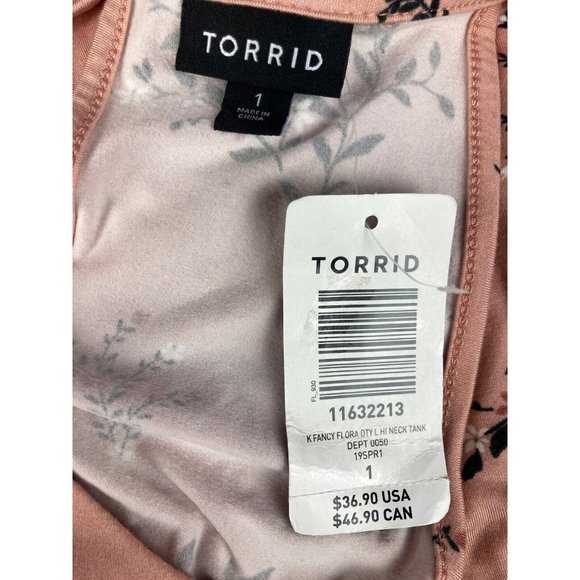 TORRID
1
MADE IN
CHINA
TORRID
FL_930
11632213
K FANCY FLORA DTY L HI NECK TANK
DEPT 0050
19SPR1
1
$36.90 USA
$46.90 CAN